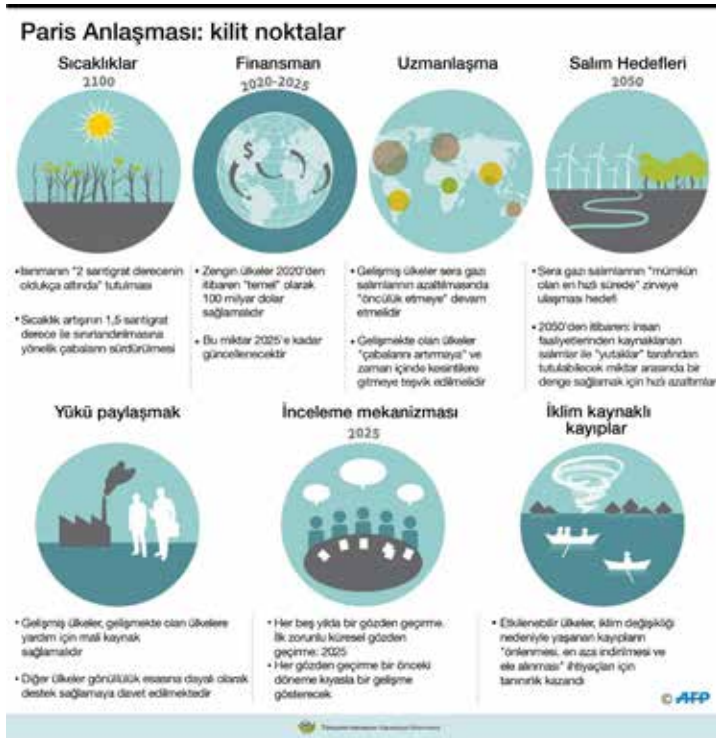 Paris Anlaşması: kilit noktalar
Sıcaklıklar
2100
• Isınmanın "2 santigrat derecenin
oldukça altında" tutulması
• Sıcaklık artışının 1,5 santigrat
derece ile sınırlandırılmasına
yönelik çabaların sürdürülmesi
Finansman
2020-2025
$
• Zengin ülkeler 2020'den
itibaren "temel" olarak
100 milyar dolar
sağlamalıdır
• Bu miktar 2025'e kadar
güncellenecektir
Uzmanlaşma
• Gelişmiş ülkeler sera gazı
salımlarının azaltılmasında
"öncülük etmeye" devam
etmelidir
• Gelişmekte olan ülkeler
"çabalarını artırmaya" ve
zaman içinde kesintilere
gitmeye teşvik edilmelidir
Salım Hedefleri
2050
• Sera gazı salımlarının "mümkün
olan en hızlı sürede" zirveye
ulaşması hedefi
• 2050'den itibaren: insan
faaliyetlerinden kaynaklanan
salımlar ile "yutaklar" tarafından
tutulabilecek miktar arasında bir
denge sağlamak için hızlı azaltımlar
Yükü paylaşmak
• Gelişmiş ülkeler, gelişmekte olan ülkelere
yardım için mali kaynak
sağlamalıdır
• Diğer ülkeler gönüllülük esasına dayalı olarak
destek sağlamaya davet edilmektedir
İnceleme mekanizması
2025
• Her beş yılda bir gözden geçirme.
İlk zorunlu küresel gözden
geçirme: 2025
• Her gözden geçirme bir önceki
döneme kıyasla bir gelişme
gösterecek
İklim kaynaklı
kayıplar
• Etkilenebilir ülkeler, iklim değişikliği
nedeniyle yaşanan kayıpların
"önlenmesi, en aza indirilmesi ve
ele alınması" ihtiyaçları için
tanınırlık kazandı
© AFP